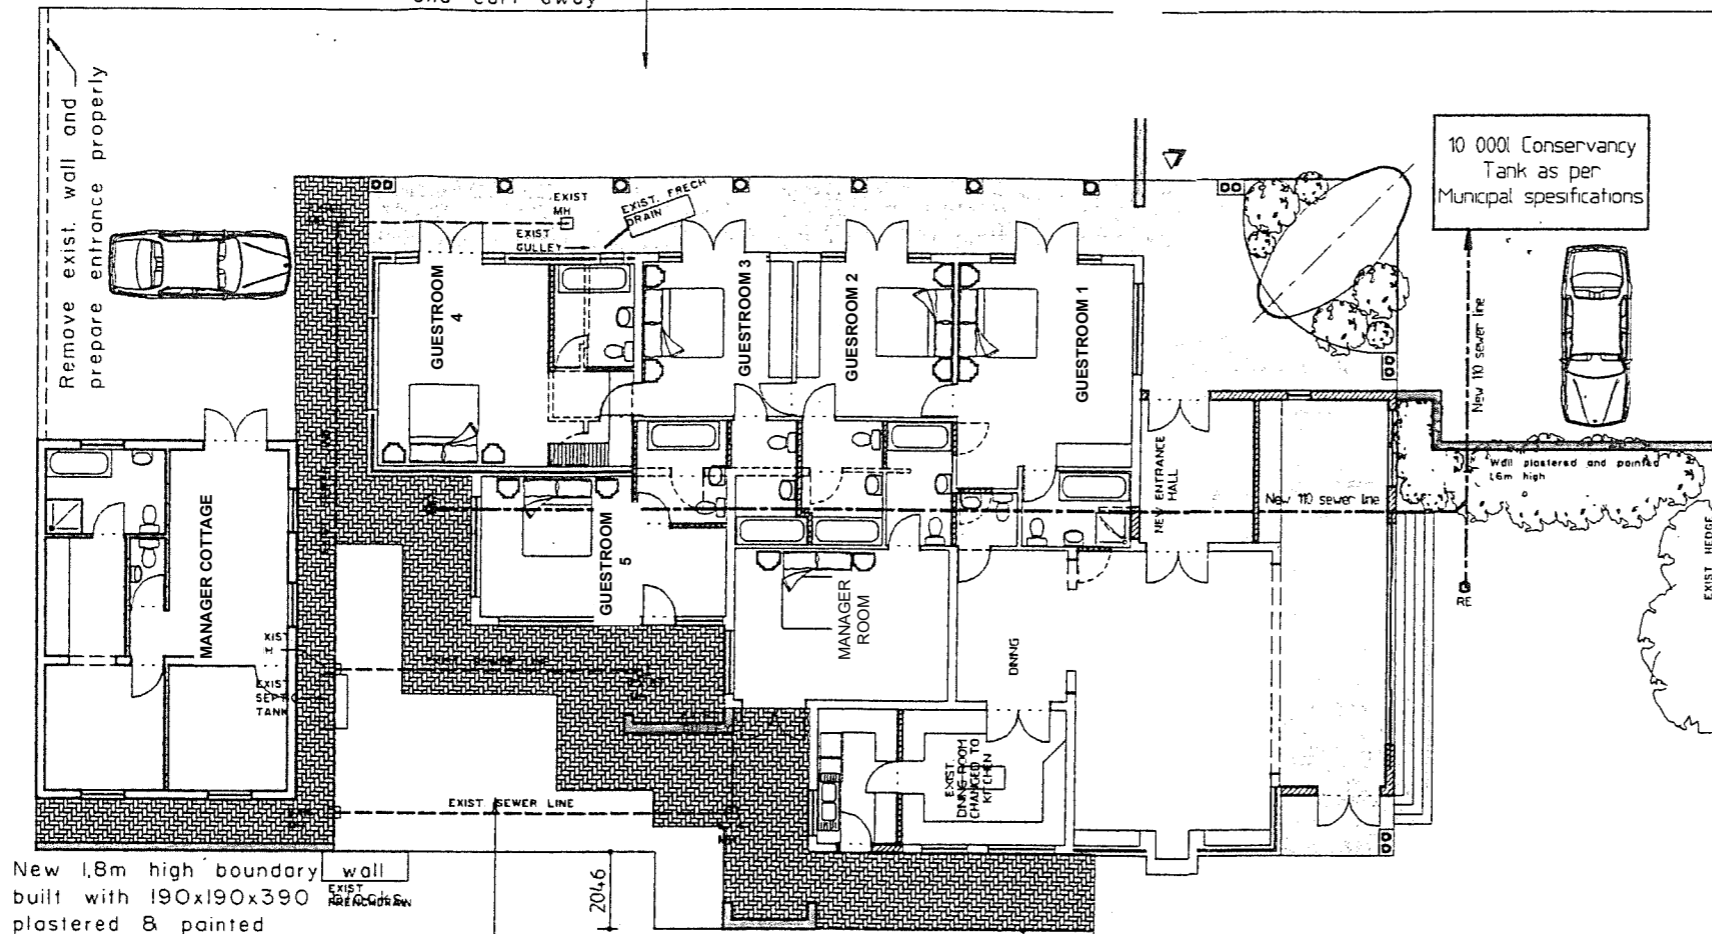 and cart away
Remove exist. wall and
prepare entrance properly
EXIST
MH
EXIST. FRECH
DRAIN
EXIST
GULLEY
10 000l Conservancy
Tank as per
Municipal spesifications
GUESTROOM
4
GUESTROOM 3
GUESROOM 2
GUESTROOM 1
New 110 sewer line
Wall plastered and painted
1.6m high
New 110 sewer line
NEW ENTRANCE
HALL
EXIST HEDGE
RE
MANAGER COTTAGE
GUESTROOM
5
MANAGER
ROOM
DINING
XIST
H
EXIST
SEPTIC
TANK
EXIST SEWER LINE
EXIST. SEWER LINE
EXIST.
DINING ROOM
CHANGED TO
KITCHEN
New 1,8m high boundary wall
built with 190x190x390 blocks
plastered & painted
EXIST
FRENCHDRAIN
2046